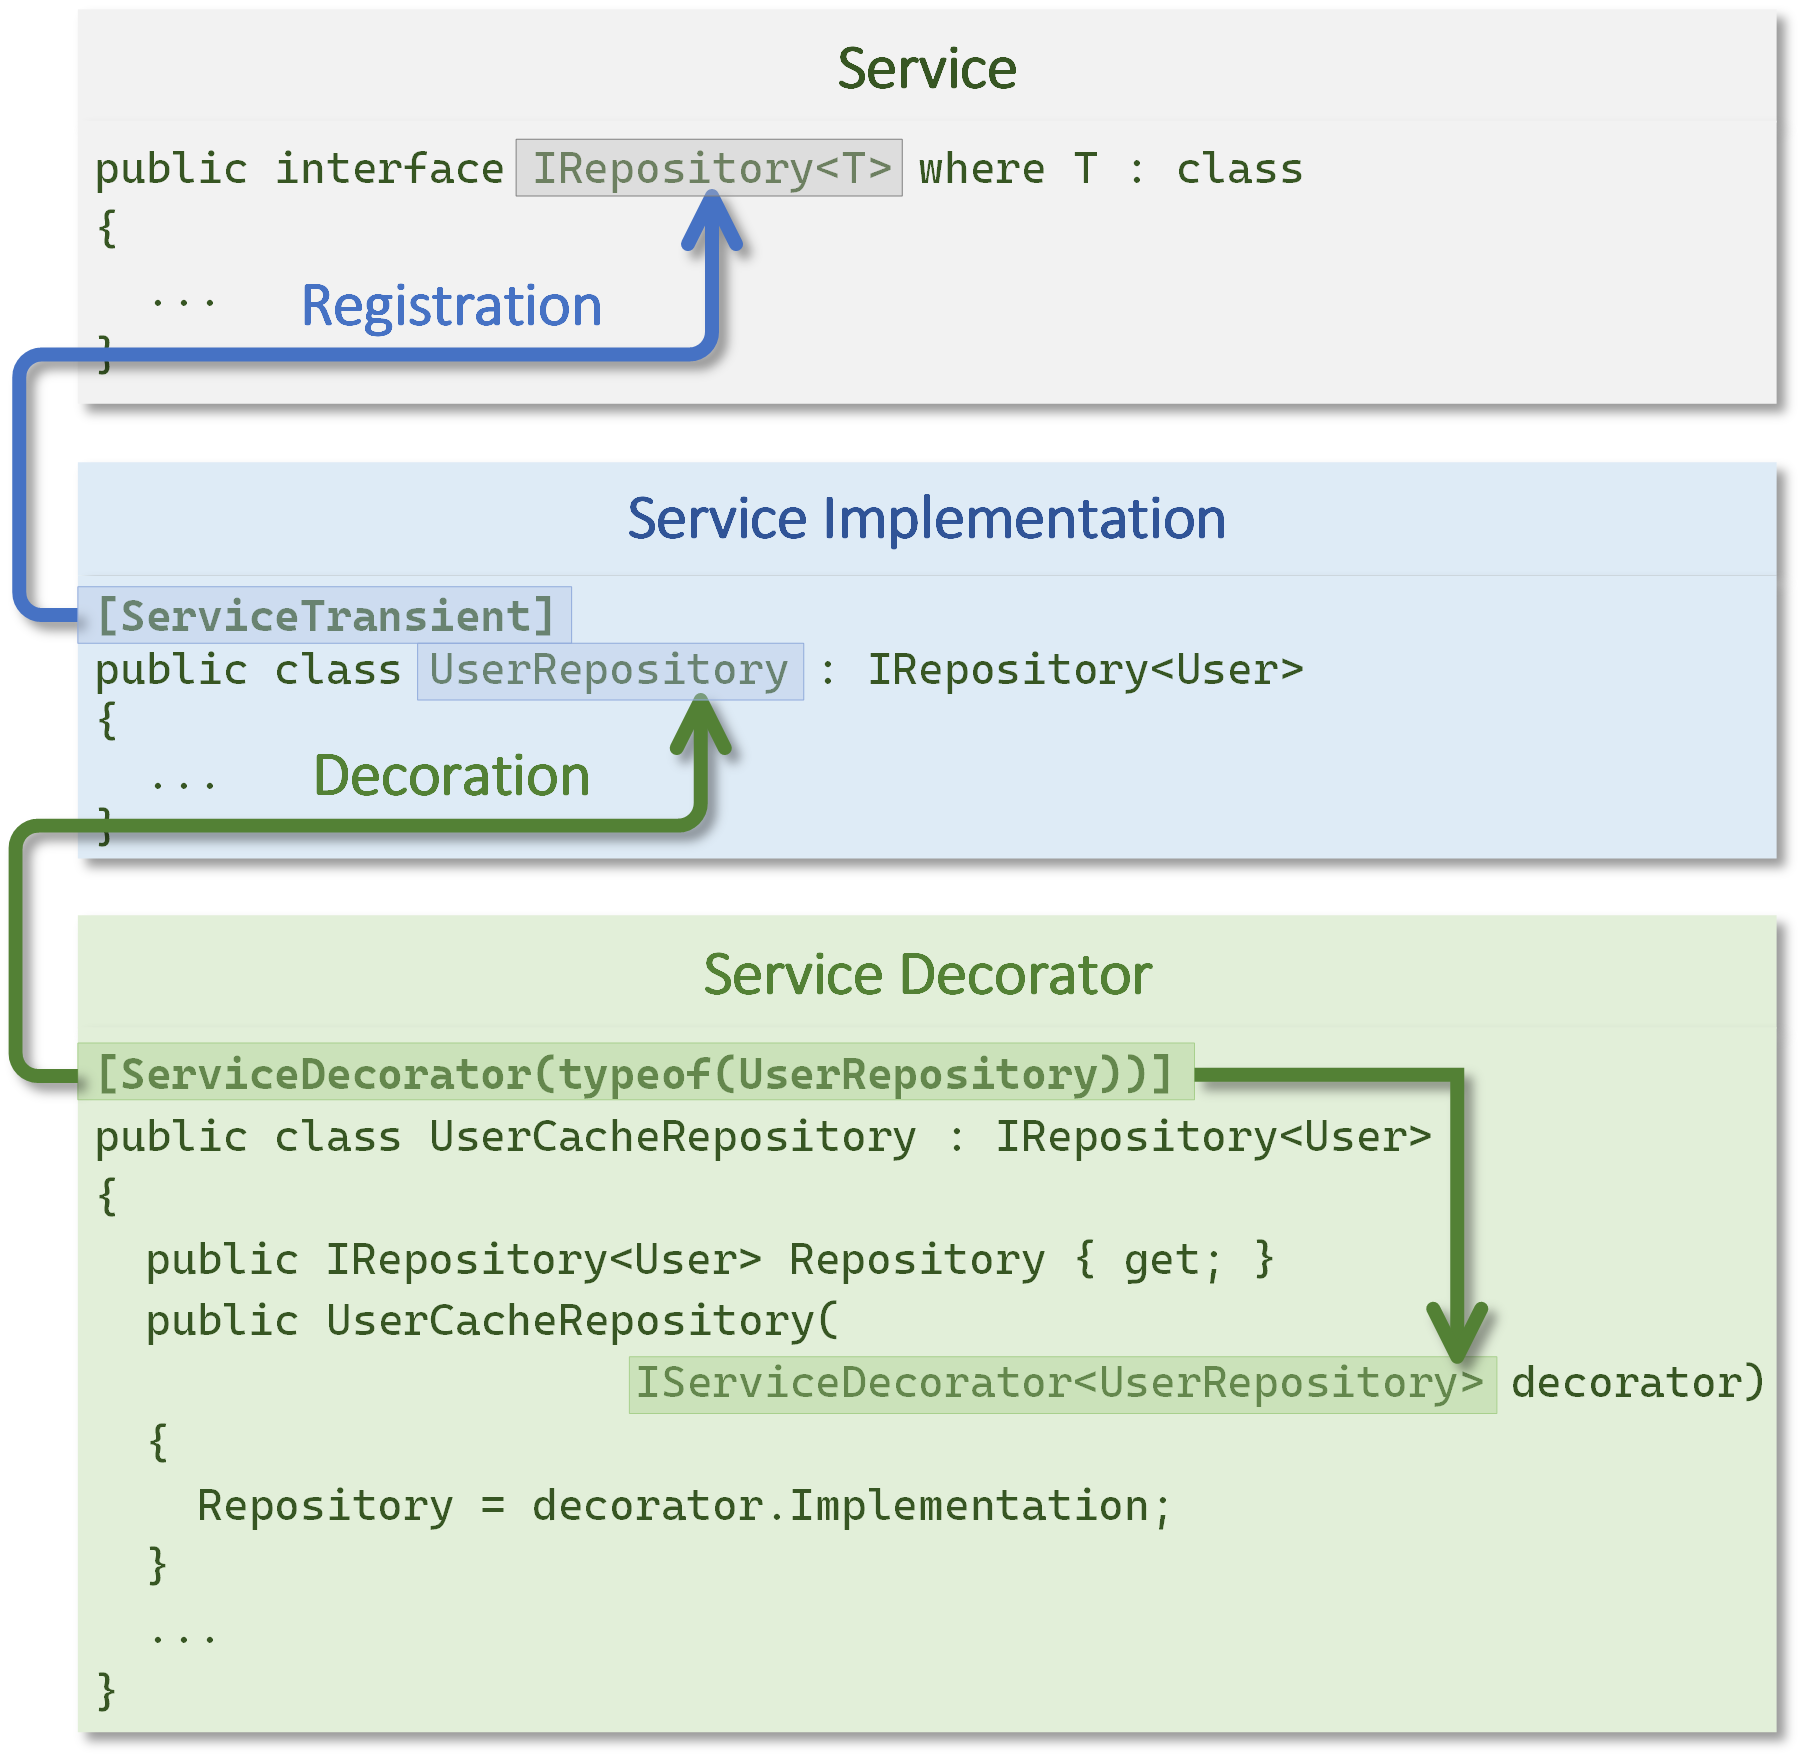 Service
public interface IRepository<T> where T : class
{
...
Registration
}
Service Implementation
[ServiceTransient]
public class UserRepository : IRepository<User>
{
...
Decoration
}
Service Decorator
[ServiceDecorator(typeof(UserRepository))]
public class UserCacheRepository : IRepository<User>
{
public IRepository<User> Repository { get; }
public UserCacheRepository(
IServiceDecorator<UserRepository> decorator)
{
Repository = decorator.Implementation;
}
...
}